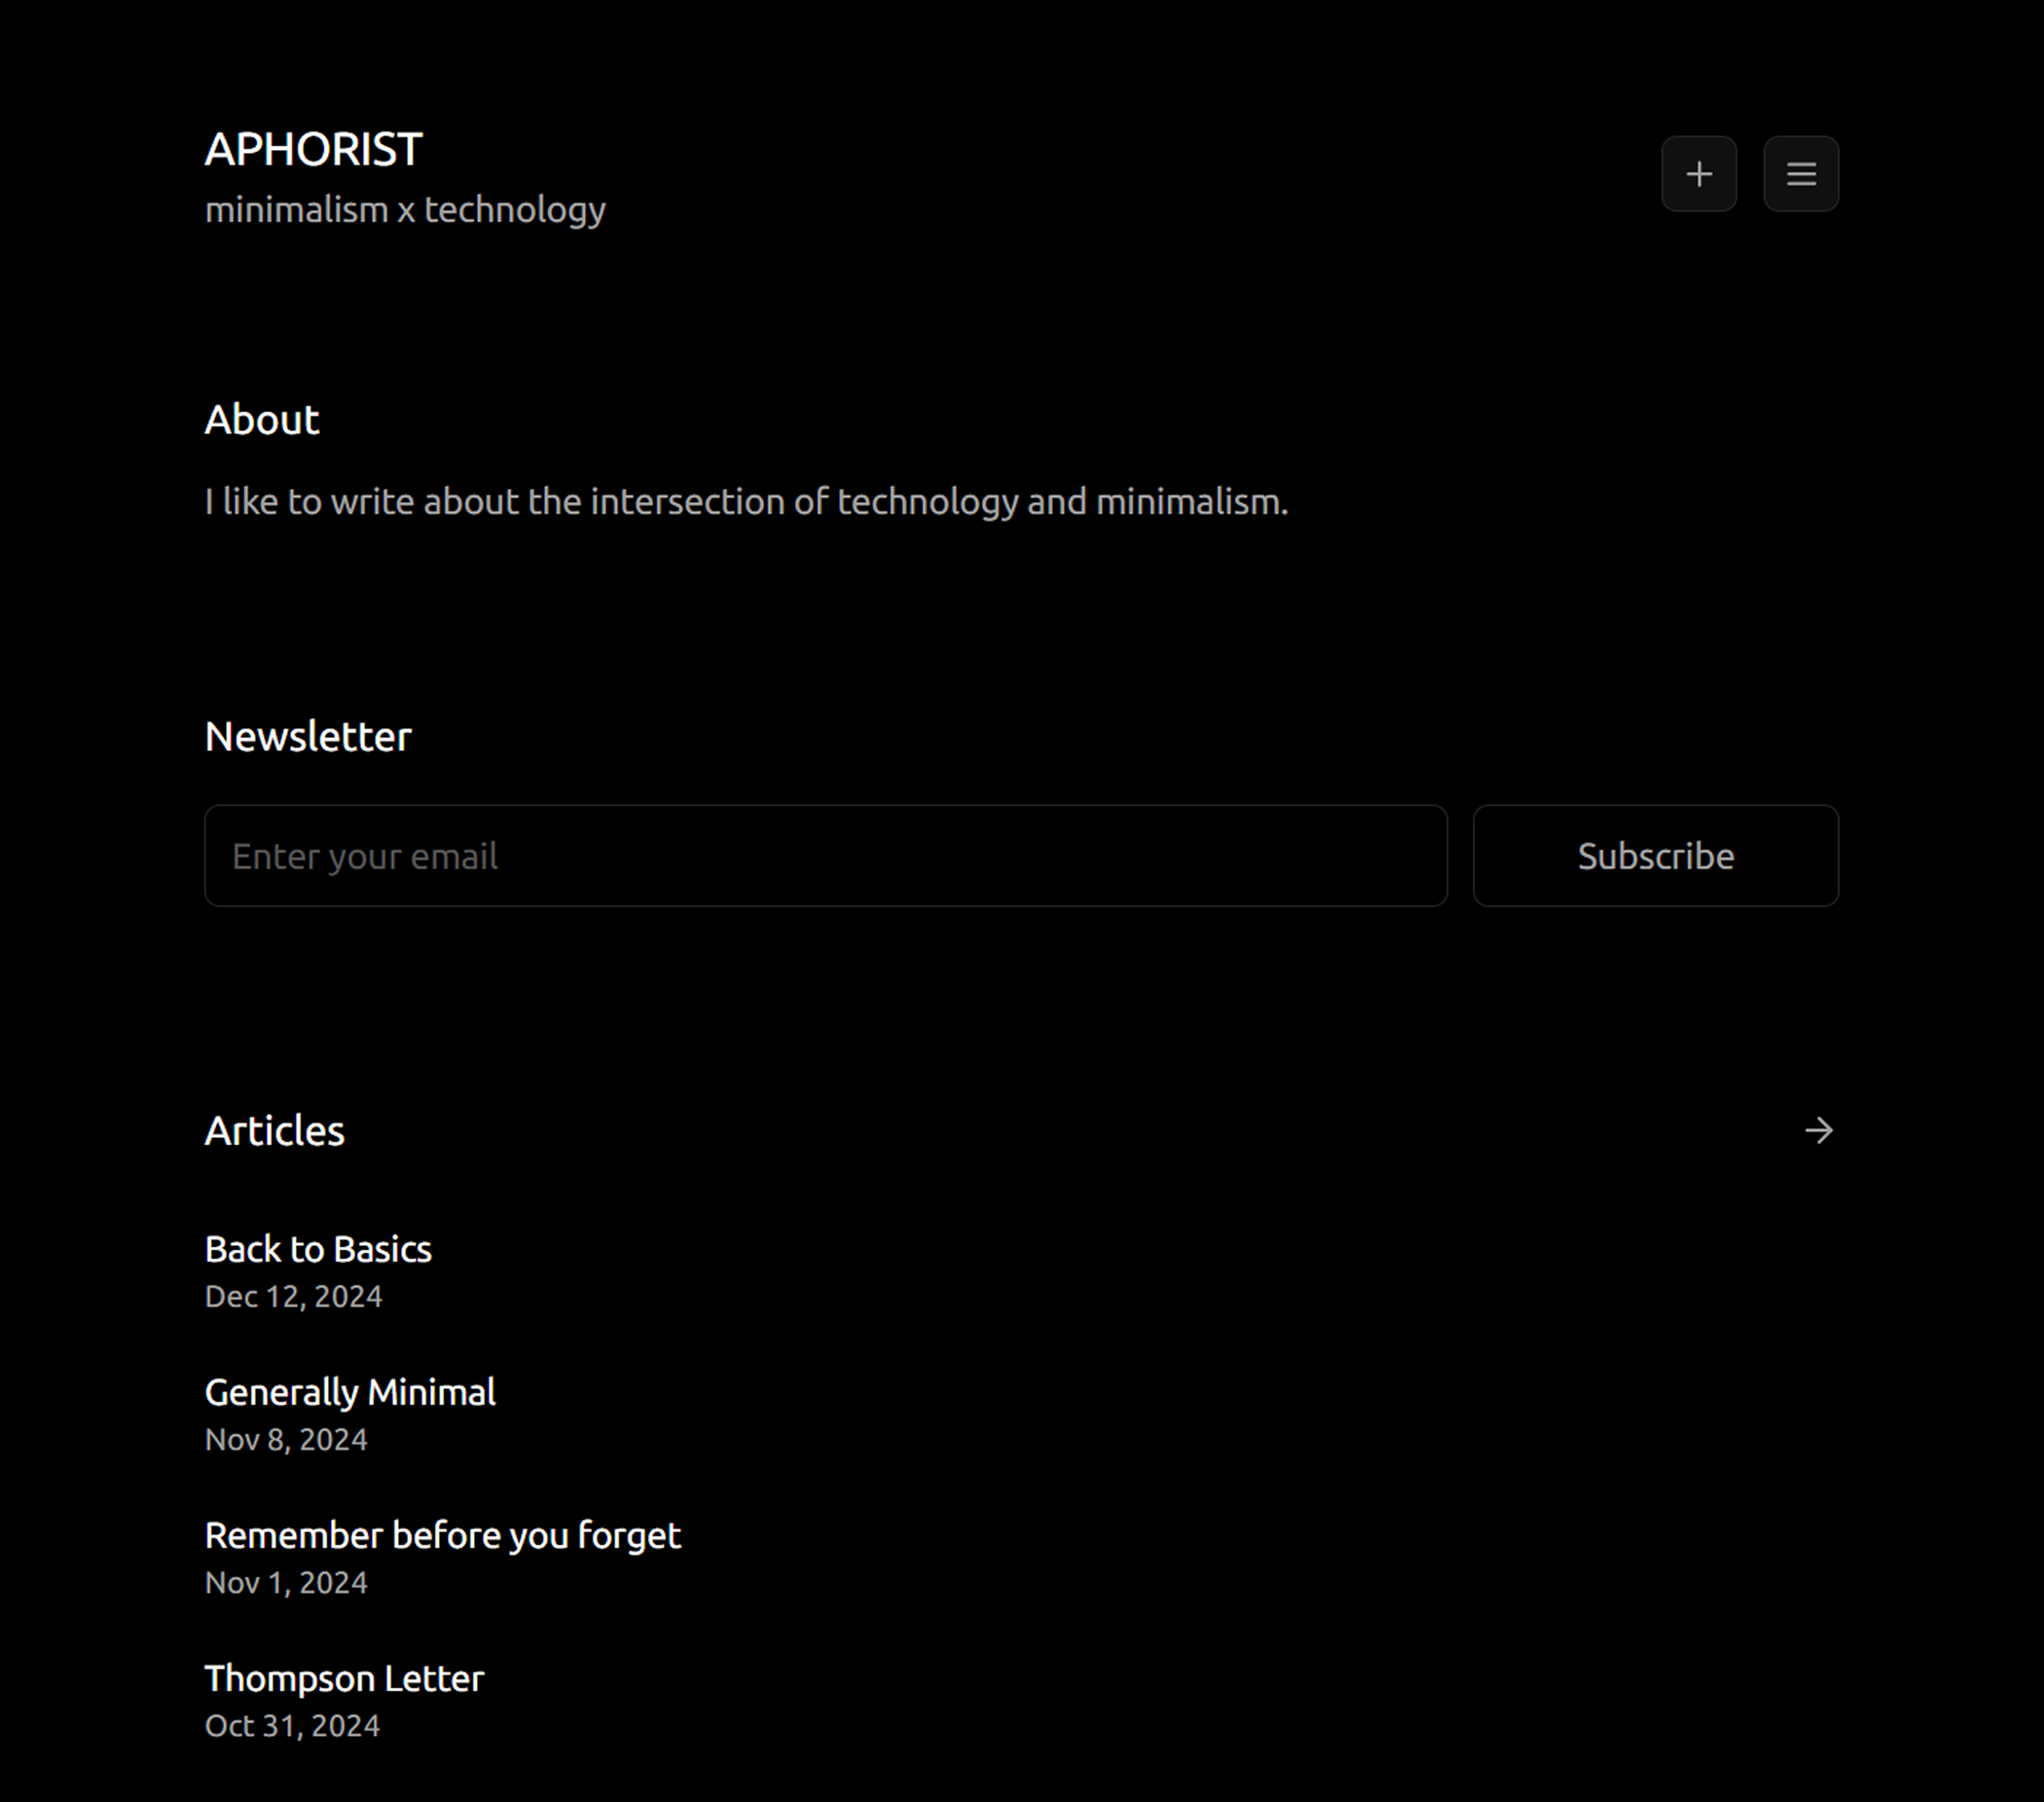 APHORIST
minimalism x technology
About
I like to write about the intersection of technology and minimalism.
Newsletter
Enter your email
Subscribe
Articles
Back to Basics
Dec 12, 2024
Generally Minimal
Nov 8, 2024
Remember before you forget
Nov 1, 2024
Thompson Letter
Oct 31, 2024